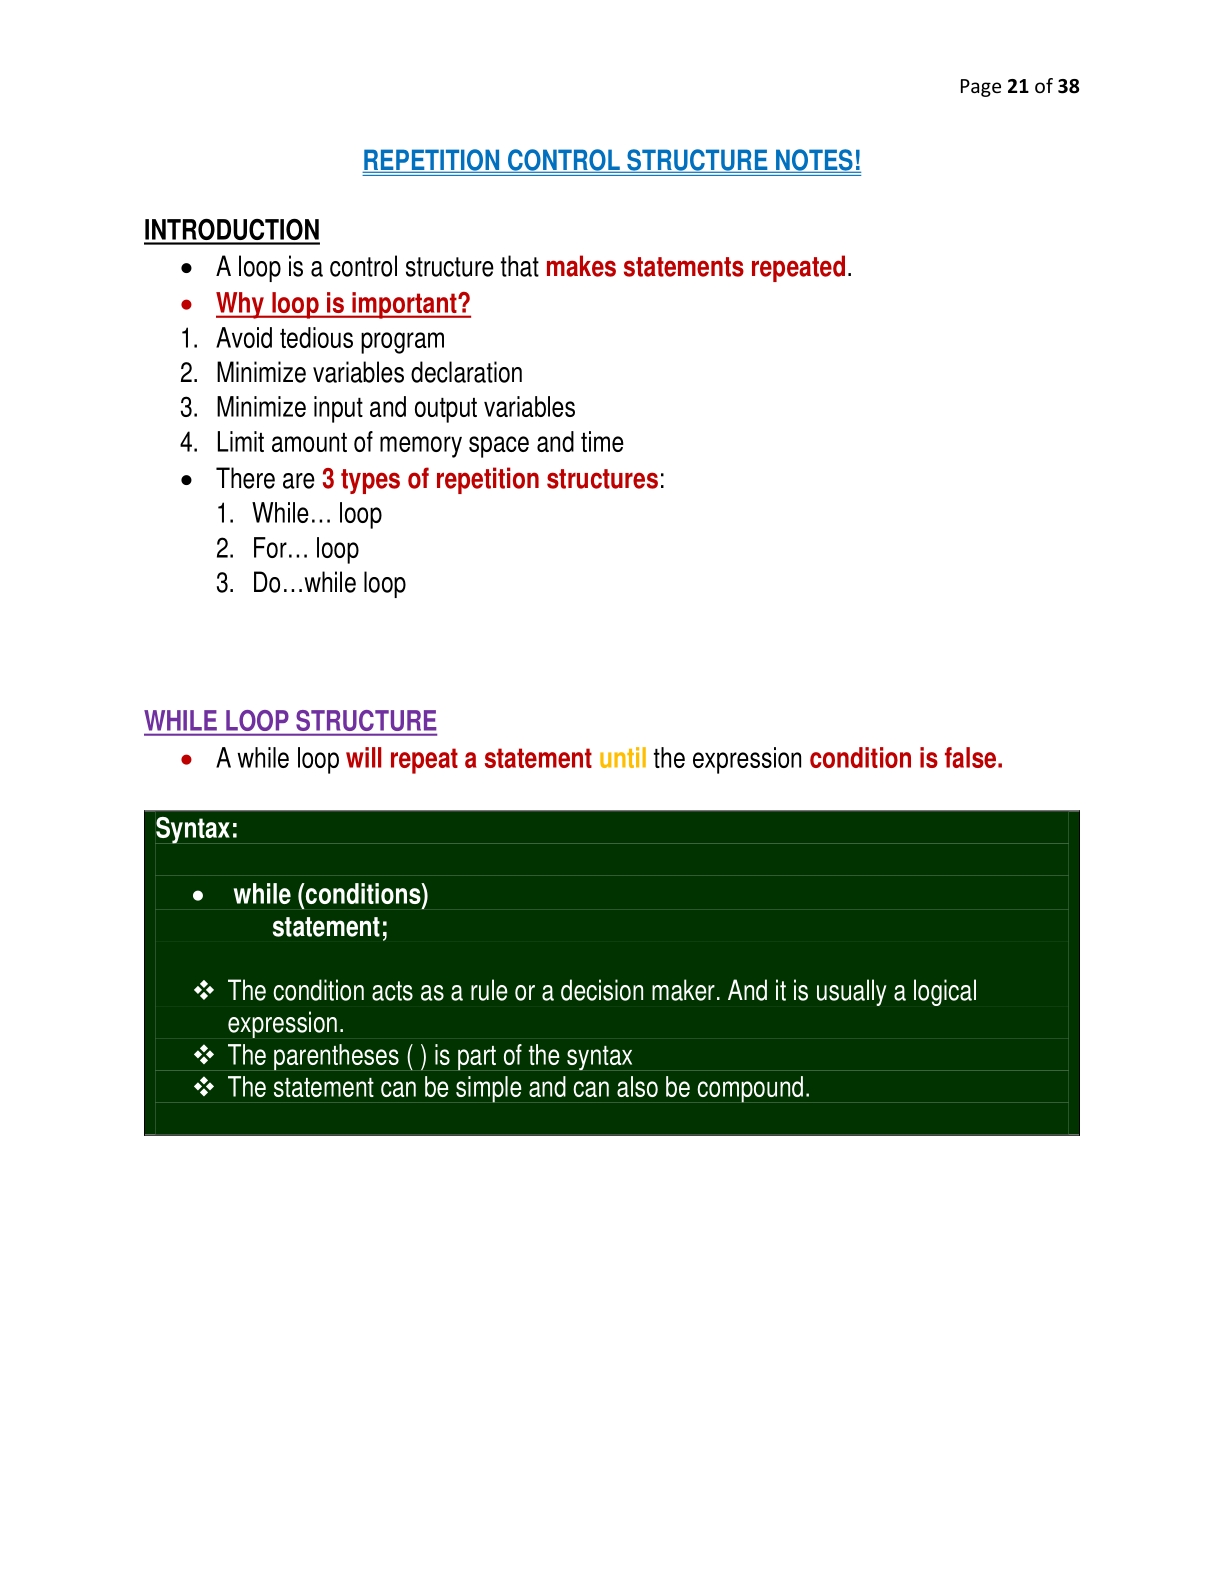 Page 21 of 38
REPETITION CONTROL STRUCTURE NOTES!
INTRODUCTION
• A loop is a control structure that makes statements repeated.
• Why loop is important?
1. Avoid tedious program
2. Minimize variables declaration
3. Minimize input and output variables
4. Limit amount of memory space and time
• There are 3 types of repetition structures:
1. While… loop
2. For… loop
3. Do…while loop
WHILE LOOP STRUCTURE
• A while loop will repeat a statement until the expression condition is false.
Syntax:
• while (conditions)
statement;
❖ The condition acts as a rule or a decision maker. And it is usually a logical
expression.
❖ The parentheses ( ) is part of the syntax
❖ The statement can be simple and can also be compound.